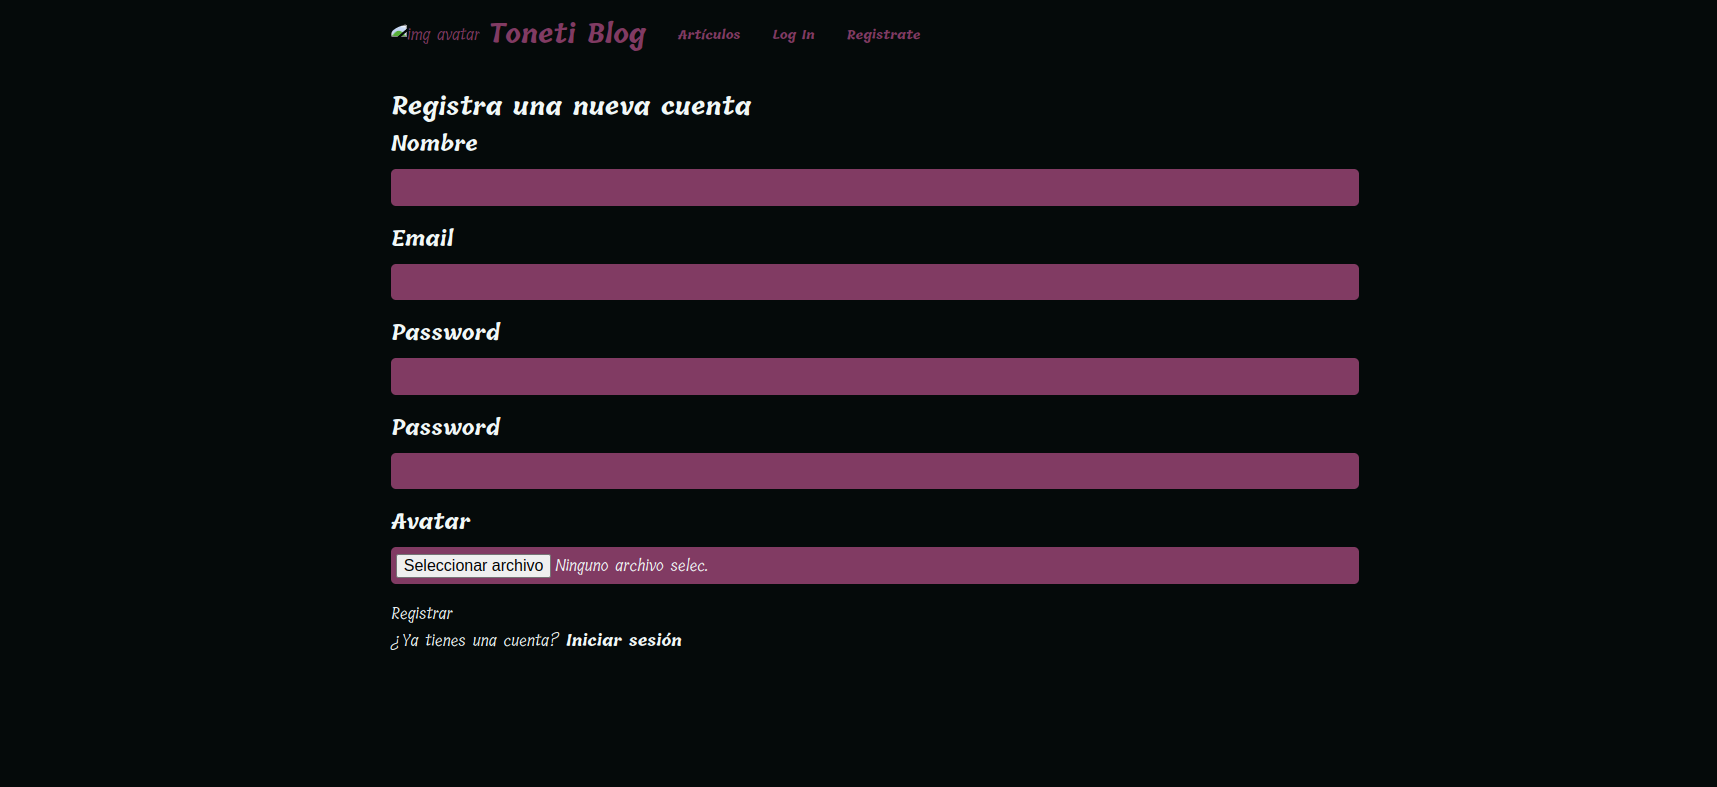 Img avatar Toneti Blog Artículos Log In Registrate
Registra una nueva cuenta
Nombre
Email
Password
Password
Avatar
Seleccionar archivo Ninguno archivo selec.
Registrar
¿Ya tienes una cuenta? Iniciar sesión